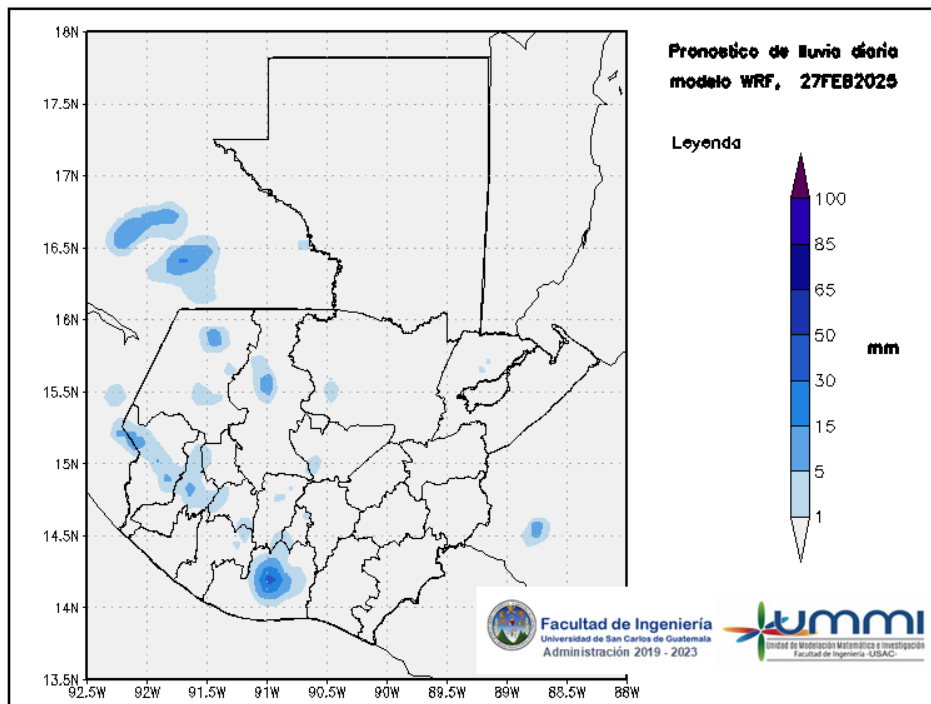 18N
17.5N
17N
16.5N
16N
15.5N
15N
14.5N
14N
13.5N
92.5W
92W
91.5W
91W
90.5W
90W
89.5W
89W
88.5W
88W
Pronostico de lluvia diaria
modelo WRF, 27FEB2025
Leyenda
100
85
65
50
30
15
5
1
mm
Facultad de Ingeniería
Universidad de San Carlos de Guatemala
Administración 2019 - 2023
ummi
Unidad de Modelación Matemática e Investigación
Facultad de Ingeniería -USAC-